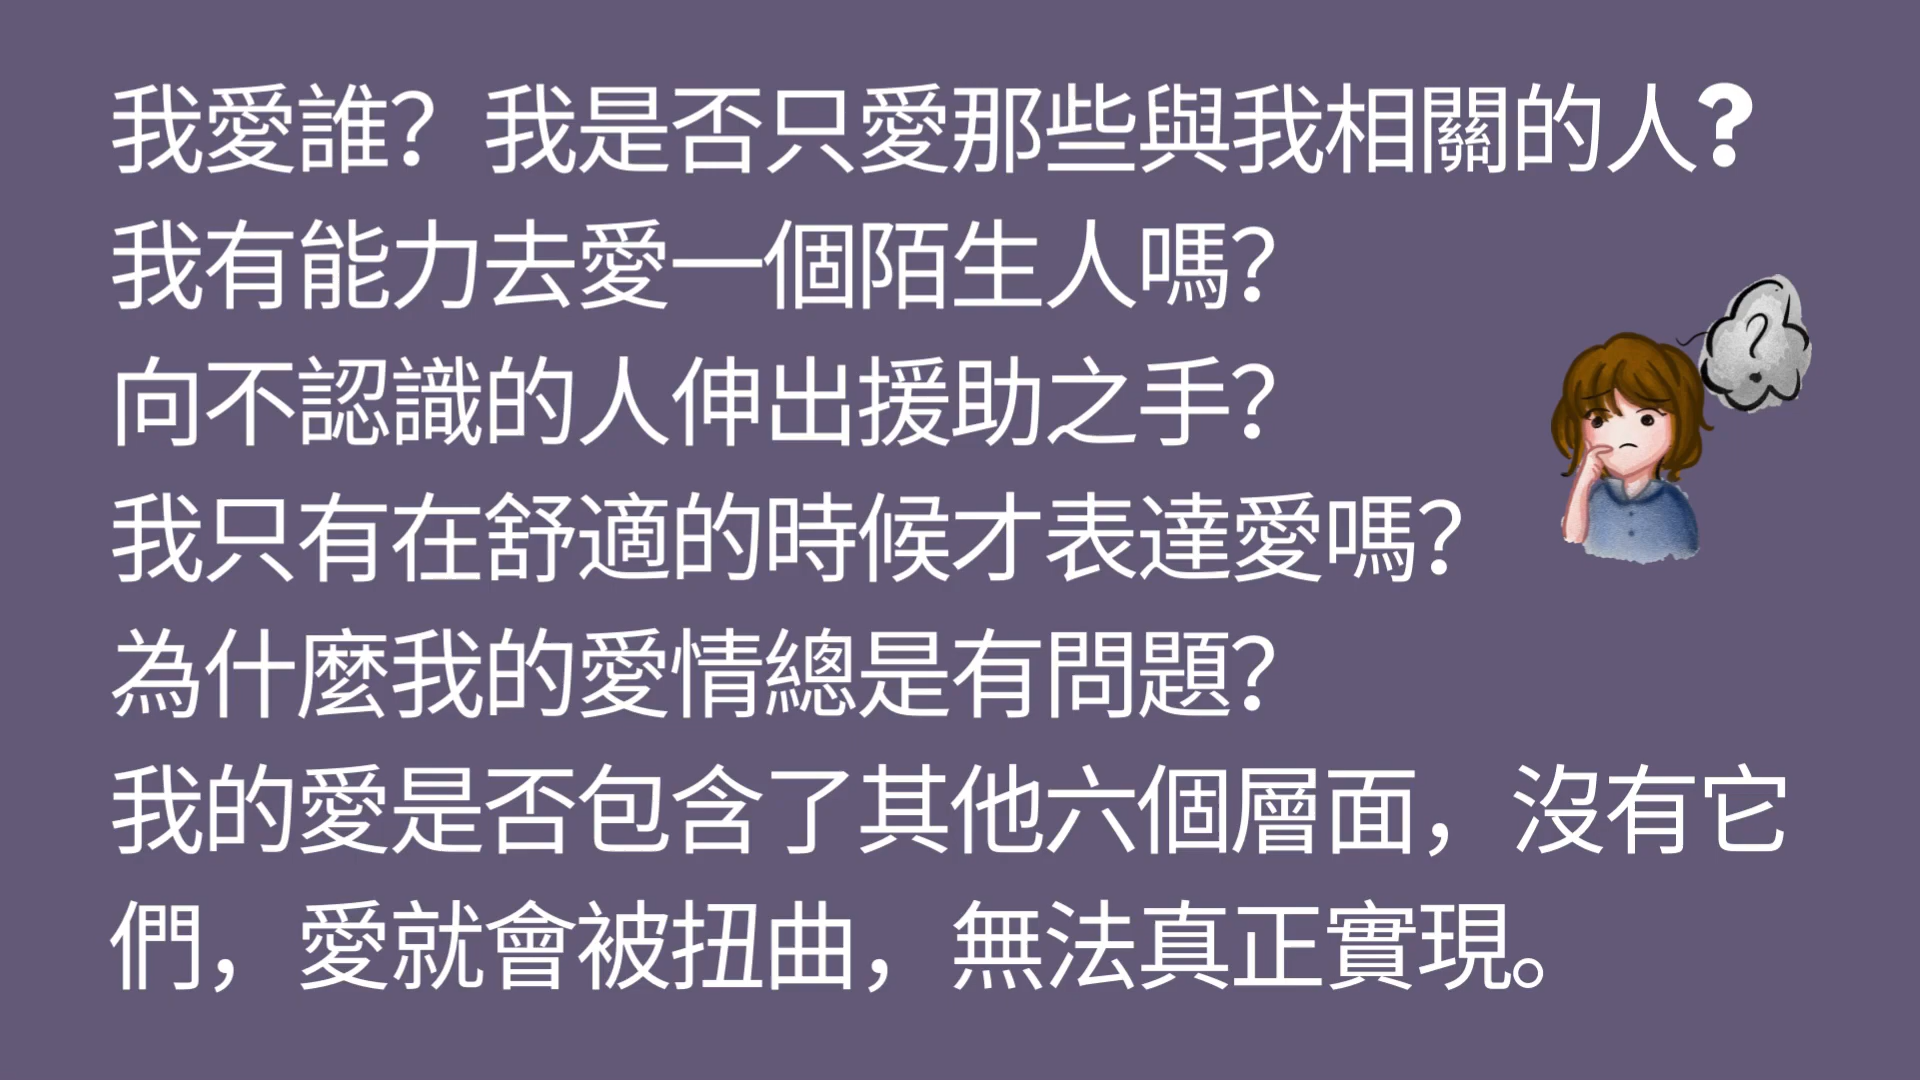 我愛誰？我是否只愛那些與我相關的人?
我有能力去愛一個陌生人嗎？
向不認識的人伸出援助之手？
我只有在舒適的時候才表達愛嗎？
為什麼我的愛情總是有問題？
我的愛是否包含了其他六個層面，沒有它
們，愛就會被扭曲，無法真正實現。
?